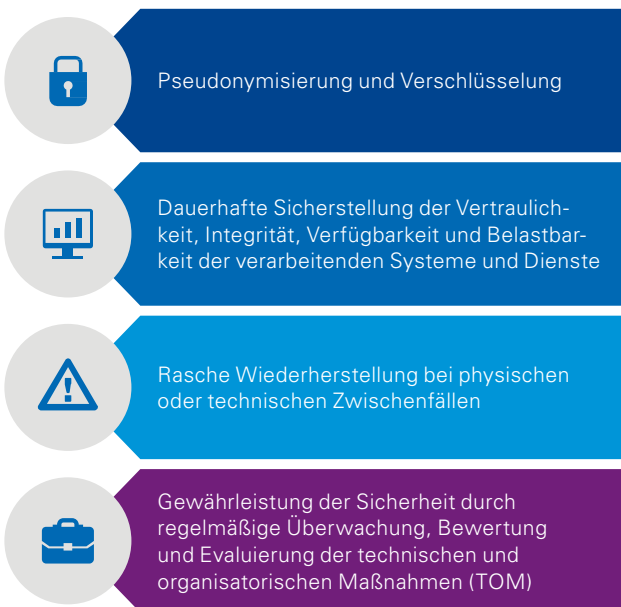 Pseudonymisierung und Verschlüsselung
Dauerhafte Sicherstellung der Vertraulich-
keit, Integrität, Verfügbarkeit und Belastbar-
keit der verarbeitenden Systeme und Dienste
Rasche Wiederherstellung bei physischen
oder technischen Zwischenfällen
Gewährleistung der Sicherheit durch
regelmäßige Überwachung, Bewertung
und Evaluierung der technischen und
organisatorischen Maßnahmen (TOM)